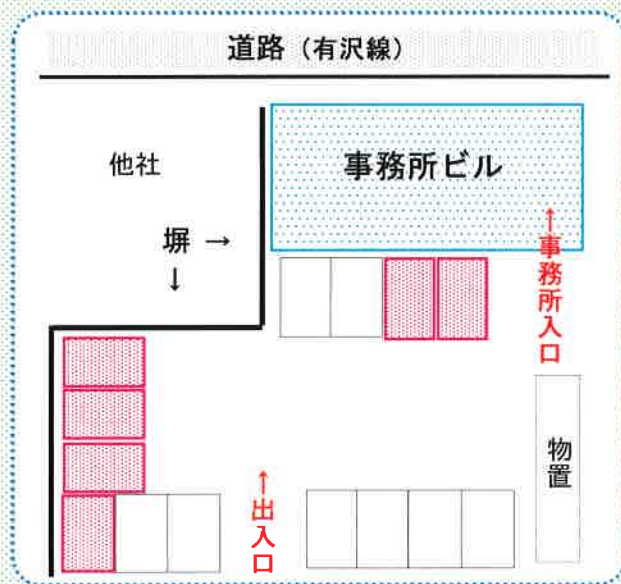 道路（有沢線）
他社
事務所ビル
塀 →
↓
↑事務所入口
物置
↑出入口